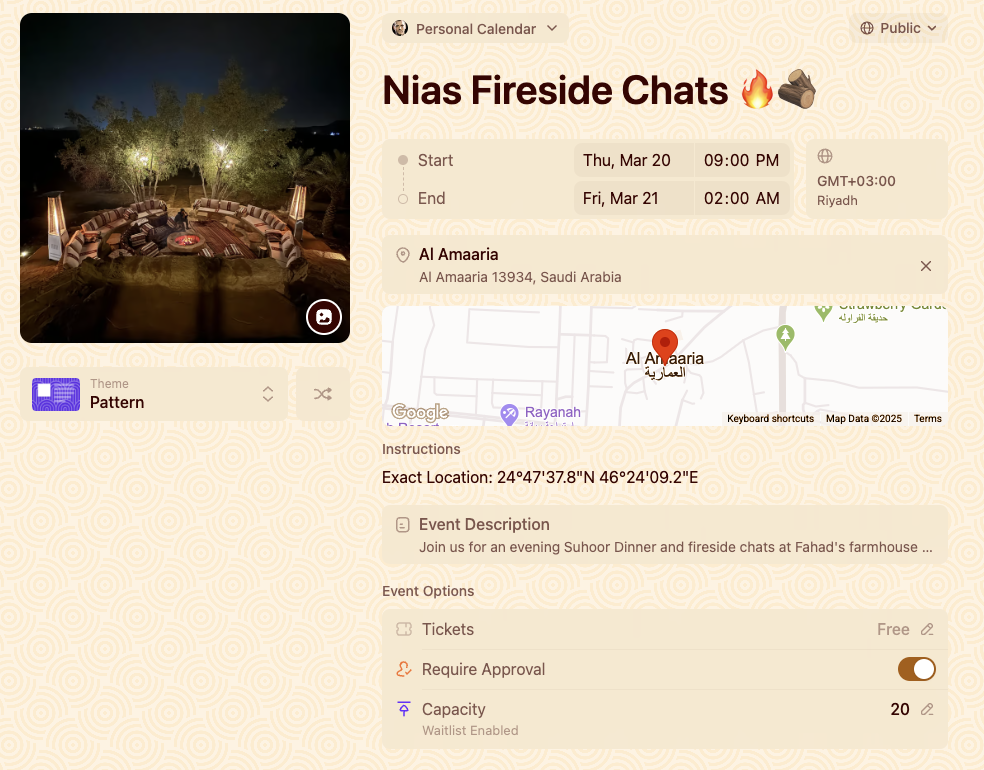 Personal Calendar
Public
Nias Fireside Chats 🔥🪵
Start
Thu, Mar 20
09:00 PM
End
Fri, Mar 21
02:00 AM
GMT+03:00
Riyadh
Al Amaaria
Al Amaaria 13934, Saudi Arabia
Strawberry Garde
حديقة الفراولة
Al Amaaria
العمارية
Google
Rayanah
Keyboard shortcuts
Map Data ©2025
Terms
Theme
Pattern
Instructions
Exact Location: 24°47'37.8"N 46°24'09.2"E
Event Description
Join us for an evening Suhoor Dinner and fireside chats at Fahad's farmhouse ...
Event Options
Tickets
Free
Require Approval
Capacity
20
Waitlist Enabled